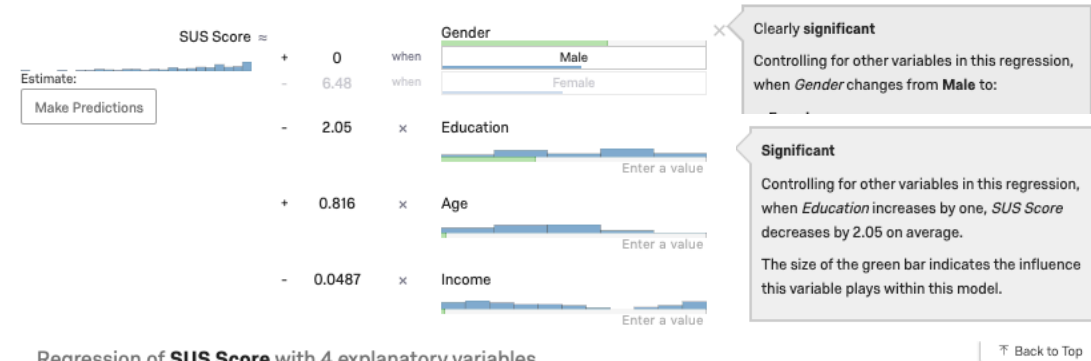 SUS Score ≈
Estimate:
Make Predictions
Gender
+ 0 when Male
- 6.48 when Female
- 2.05 × Education
Enter a value
+ 0.816 × Age
Enter a value
- 0.0487 × Income
Enter a value
Clearly significant
Controlling for other variables in this regression,
when Gender changes from Male to:
Significant
Controlling for other variables in this regression,
when Education increases by one, SUS Score
decreases by 2.05 on average.
The size of the green bar indicates the influence
this variable plays within this model.
Regression of SUS Score with 4 explanatory variables
Back to Top